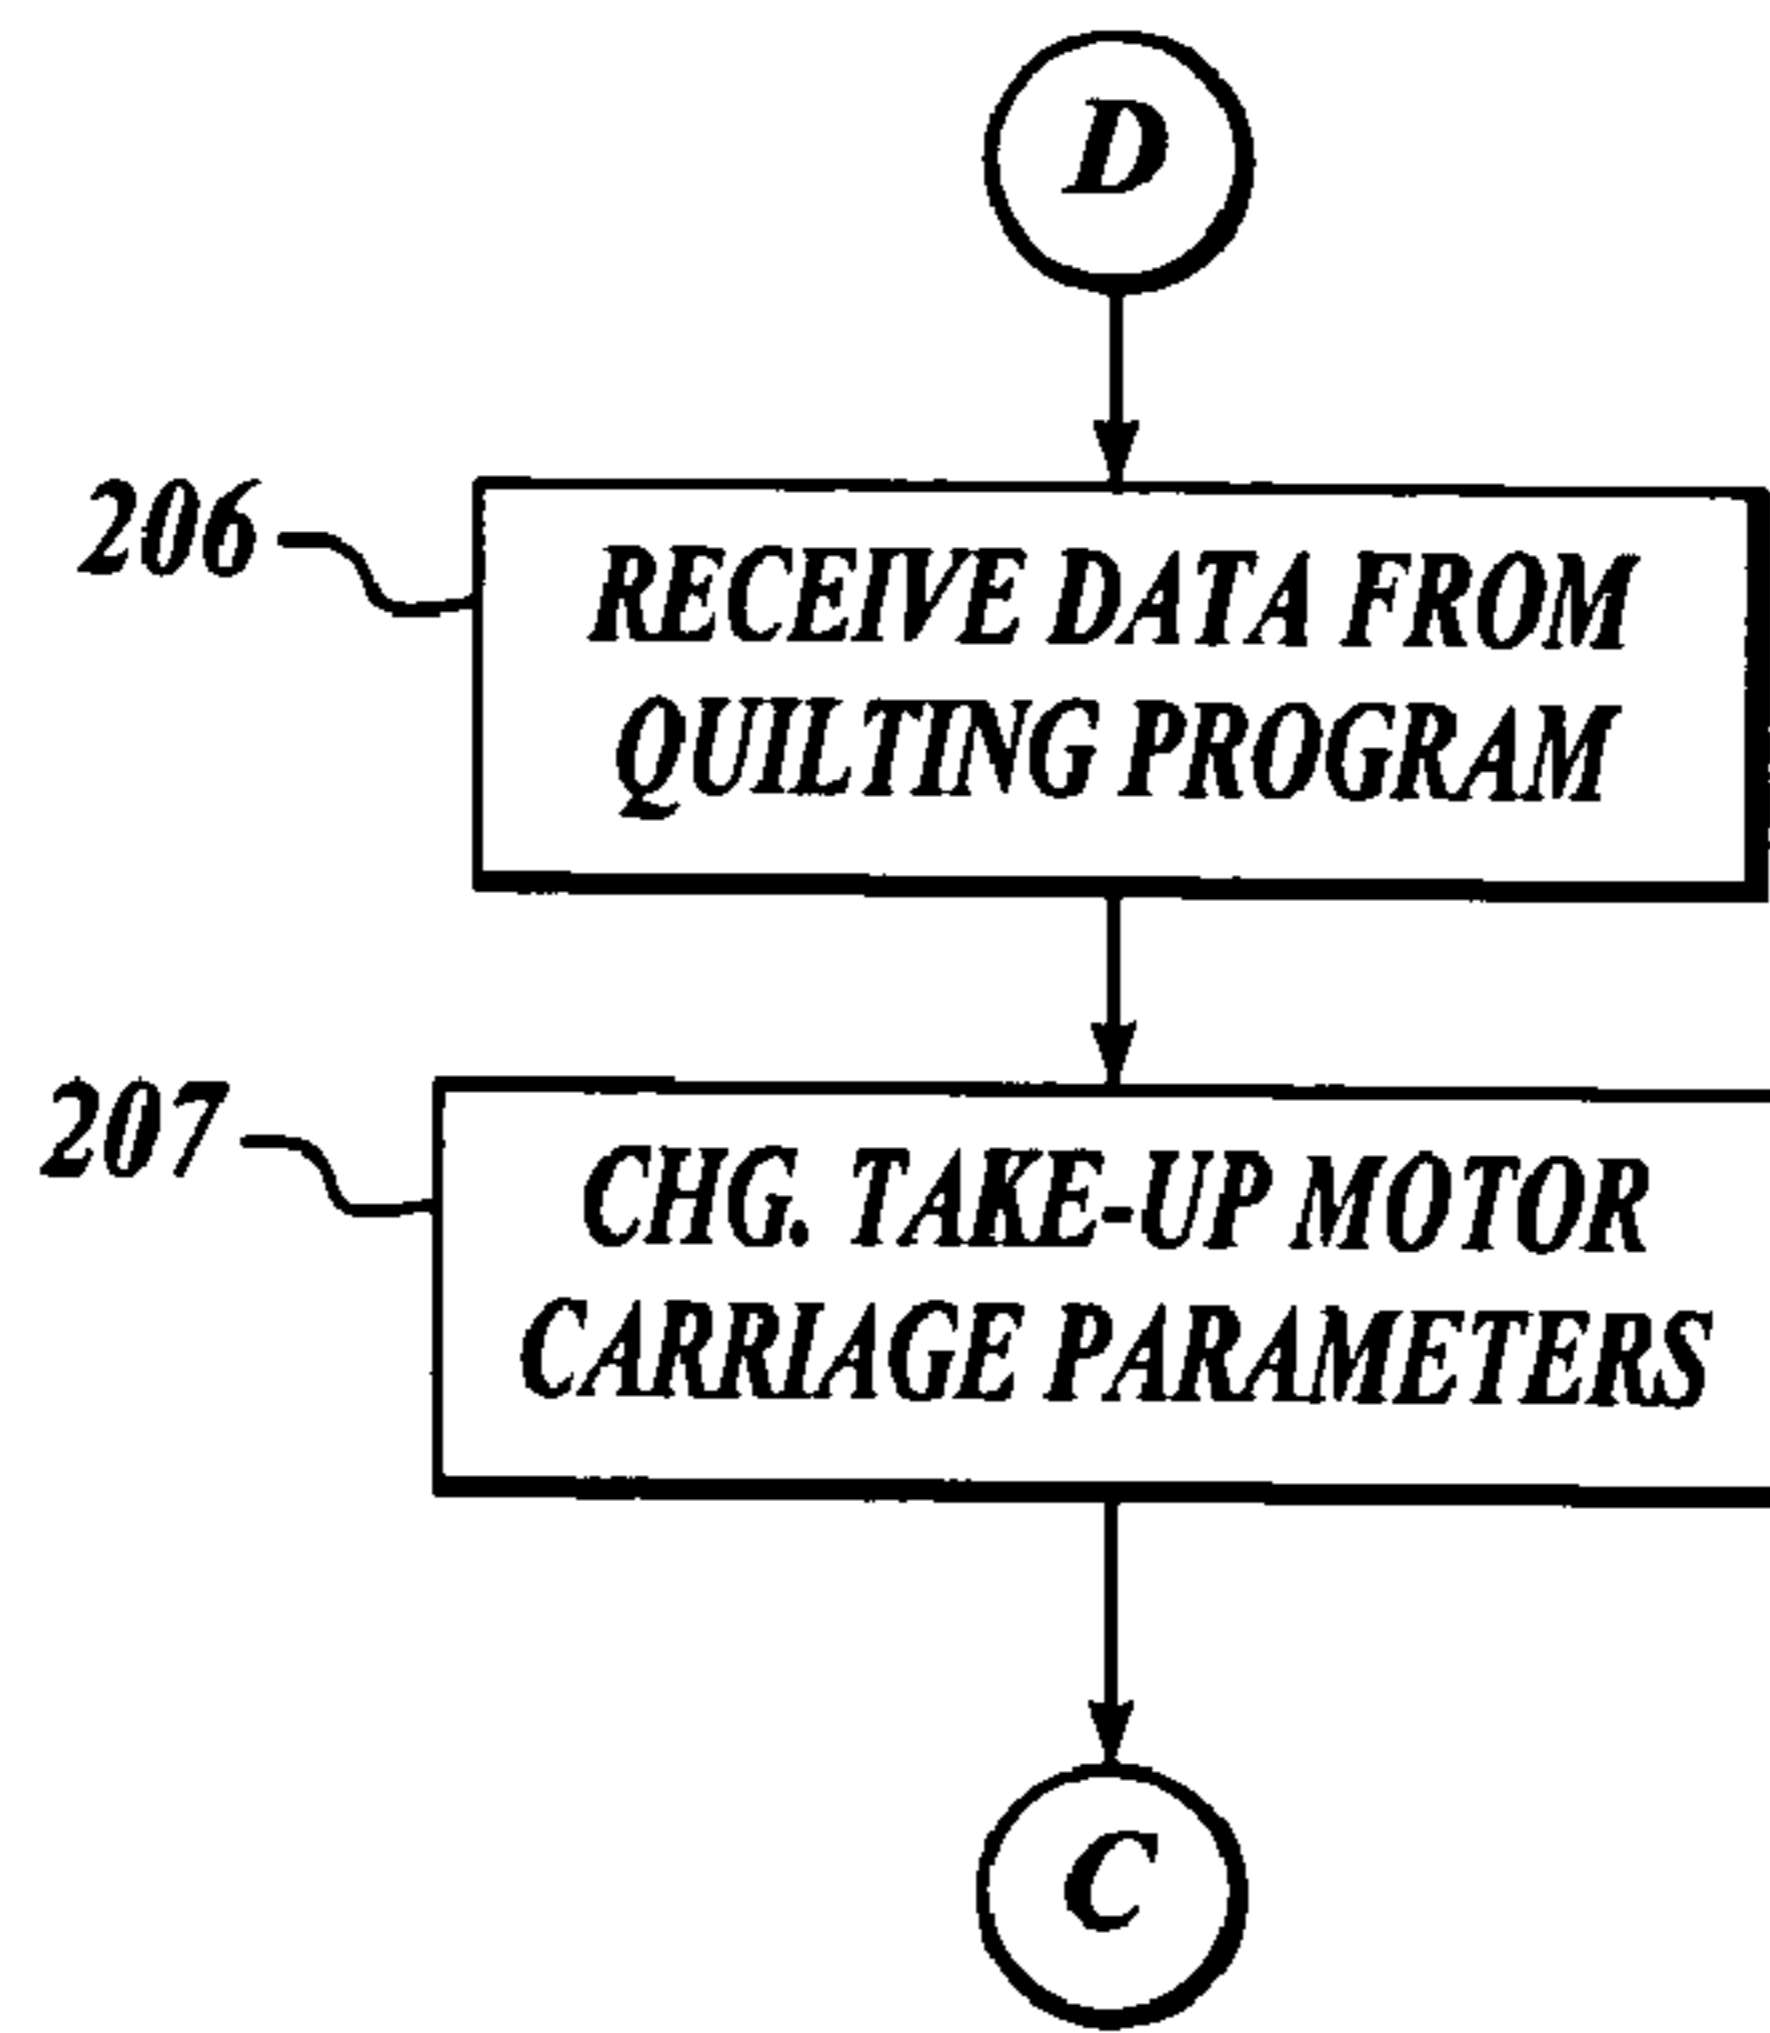 D
206
RECEIVE DATA FROM
QUILTING PROGRAM
207
CHG. TAKE-UP MOTOR
CARRIAGE PARAMETERS
C